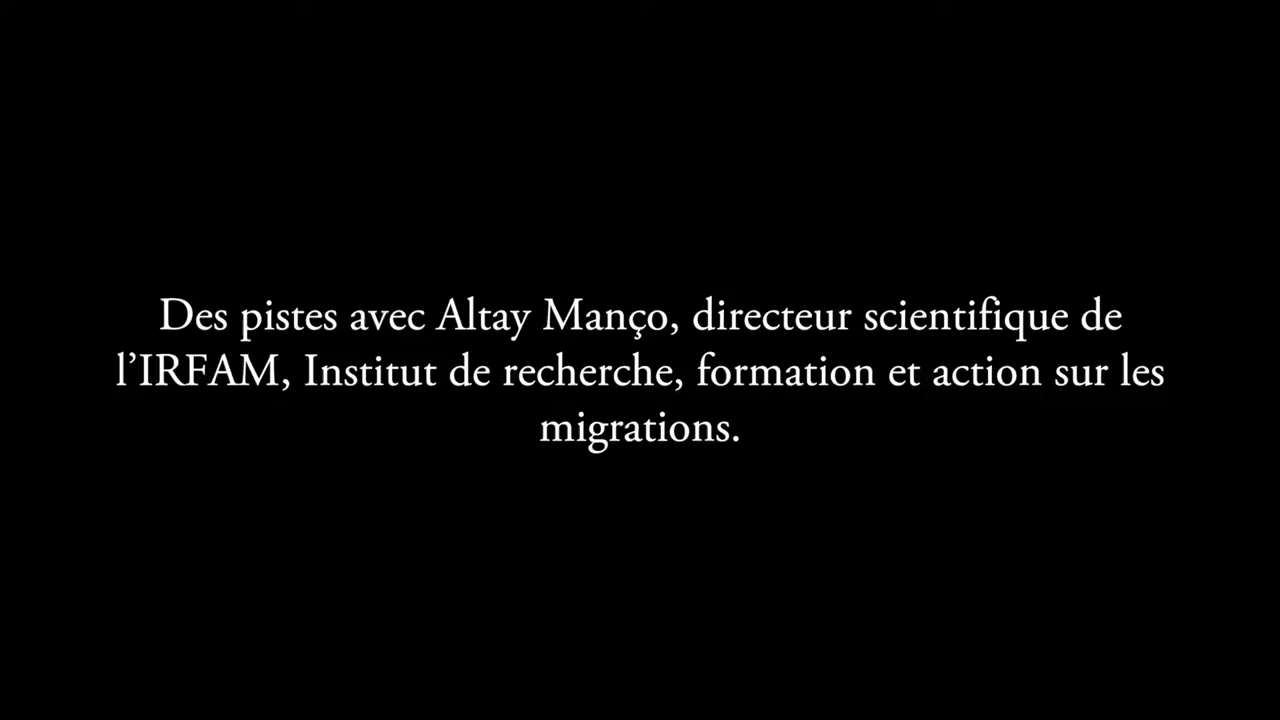 Des pistes avec Altay Manço, directeur scientifique de
l’IRFAM, Institut de recherche, formation et action sur les
migrations.